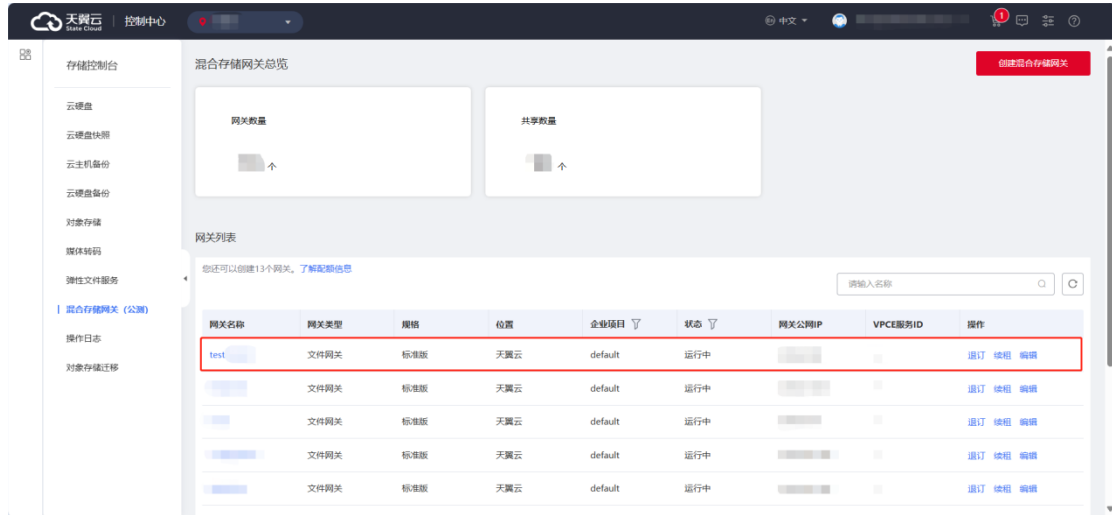 天翼云 控制中心
State Cloud
中文
1
存储控制台
云硬盘
云硬盘快照
云主机备份
云硬盘备份
对象存储
媒体转码
弹性文件服务
混合存储网关（公测）
操作日志
对象存储迁移
混合存储网关总览
创建混合存储网关
网关数量
共享数量
个
个
网关列表
您还可以创建13个网关。了解配额信息
请输入名称
网关名称 网关类型 规格 位置 企业项目 状态 网关公网IP VPCE服务ID 操作
test 文件网关 标准版 天翼云 default 运行中 退订 续租 编辑
文件网关 标准版 天翼云 default 运行中 退订 续租 编辑
文件网关 标准版 天翼云 default 运行中 退订 续租 编辑
文件网关 标准版 天翼云 default 运行中 退订 续租 编辑
文件网关 标准版 天翼云 default 运行中 退订 续租 编辑